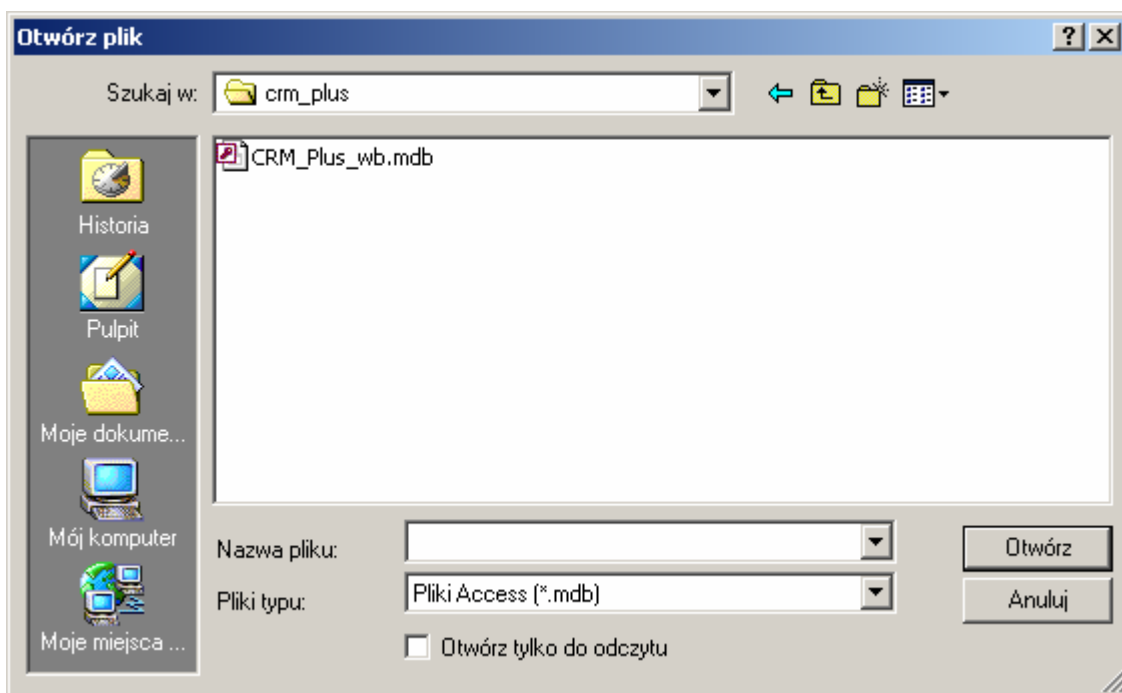 Otwórz plik
Szukaj w: crm_plus
CRM_Plus_wb.mdb
Historia
Pulpit
Moje dokume...
Mój komputer
Moje miejsca ...
Nazwa pliku:
Otwórz
Pliki typu: Pliki Access (*.mdb)
Anuluj
Otwórz tylko do odczytu